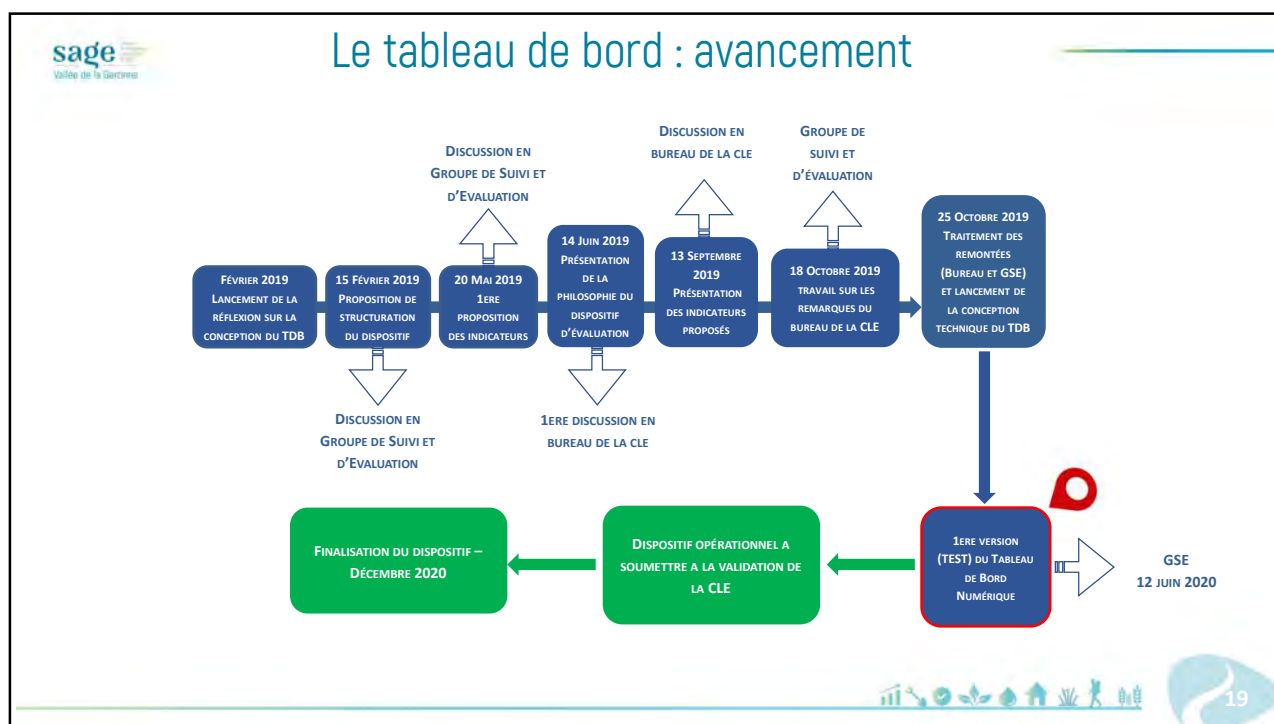 sage
Vallée de la Garonne
Le tableau de bord : avancement
Discussion en
Groupe de Suivi et
d'Evaluation
Discussion en
bureau de la CLE
Groupe de
suivi et
d'évaluation
Février 2019
Lancement de la
réflexion sur la
conception du TDB
15 Février 2019
Proposition de
structuration
du dispositif
20 Mai 2019
1ere
proposition
des indicateurs
14 Juin 2019
Présentation
de la
philosophie du
dispositif
d'évaluation
13 Septembre
2019
Présentation
des indicateurs
proposés
18 Octobre 2019
travail sur les
remarques du
bureau de la CLE
25 Octobre 2019
Traitement des
remontées
(Bureau et GSE)
et lancement de
la conception
technique du TDB
Discussion en
Groupe de Suivi et
d'Evaluation
1ere discussion en
bureau de la CLE
Finalisation du dispositif –
Décembre 2020
Dispositif opérationnel a
soumettre a la validation de
la CLE
1ere version
(TEST) du Tableau
de Bord
Numérique
GSE
12 juin 2020
19